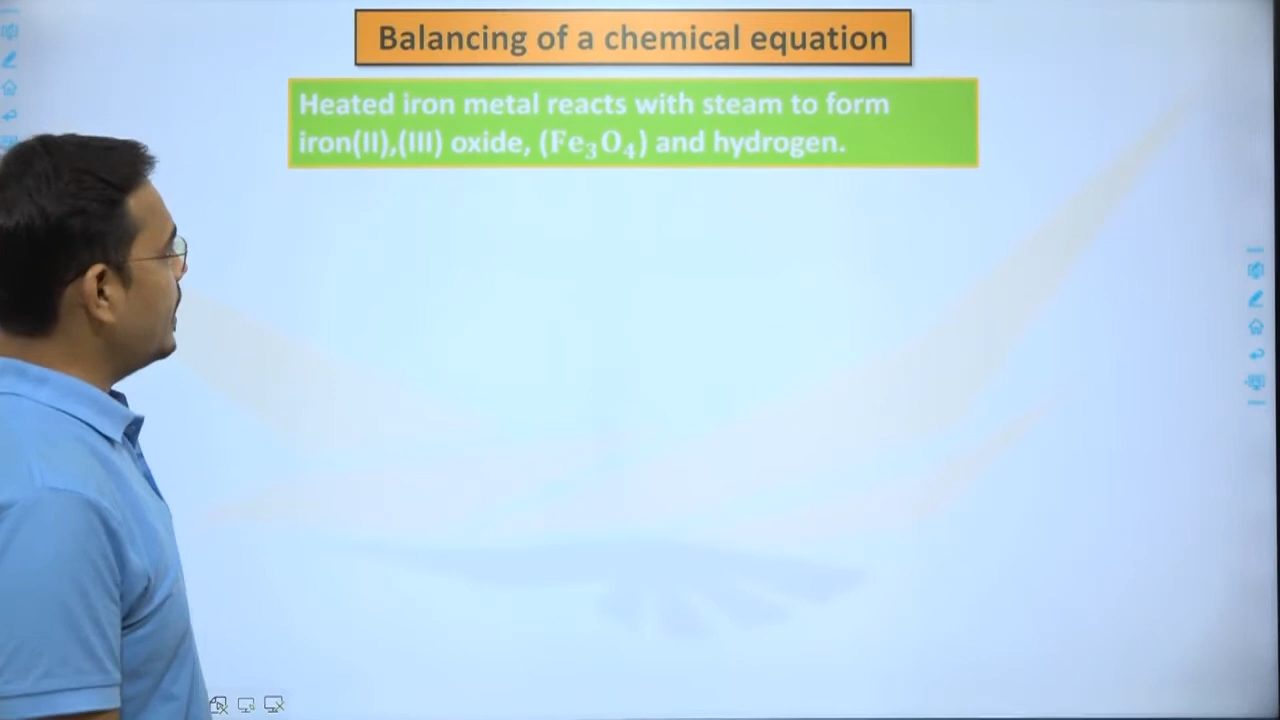 Balancing of a chemical equation
Heated iron metal reacts with steam to form
iron(II),(III) oxide, (Fe₃O₄) and hydrogen.